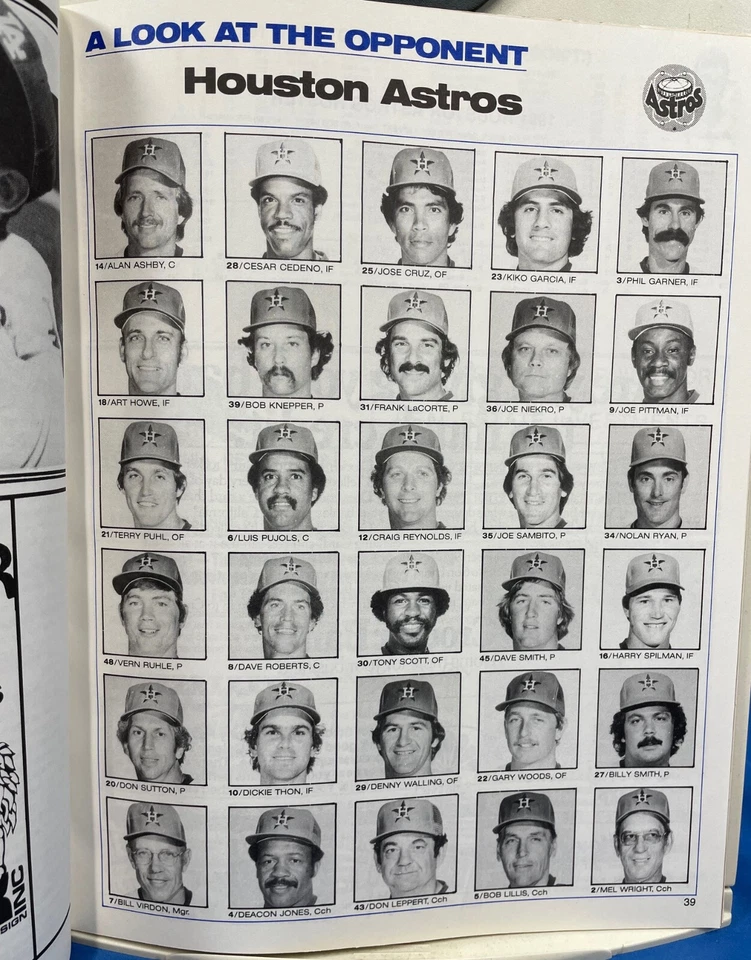 A LOOK AT THE OPPONENT
Houston Astros
Astros
14/ALAN ASHBY, C
28/CESAR CEDENO, IF
25/JOSE CRUZ, OF
23/KIKO GARCIA, IF
3/PHIL GARNER, IF
18/ART HOWE, IF
39/BOB KNEPPER, P
31/FRANK LaCORTE, P
36/JOE NIEKRO, P
9/JOE PITTMAN, IF
21/TERRY PUHL, OF
6/LUIS PUJOLS, C
12/CRAIG REYNOLDS, IF
35/JOE SAMBITO, P
34/NOLAN RYAN, P
48/VERN RUHLE, P
8/DAVE ROBERTS, C
30/TONY SCOTT, OF
45/DAVE SMITH, P
16/HARRY SPILMAN, IF
20/DON SUTTON, P
10/DICKIE THON, IF
29/DENNY WALLING, OF
22/GARY WOODS, OF
27/BILLY SMITH, P
7/BILL VIRDON, Mgr.
4/DEACON JONES, Cch
43/DON LEPPERT, Cch
5/BOB LILLIS, Cch
2/MEL WRIGHT, Cch
39
INC
SIGN